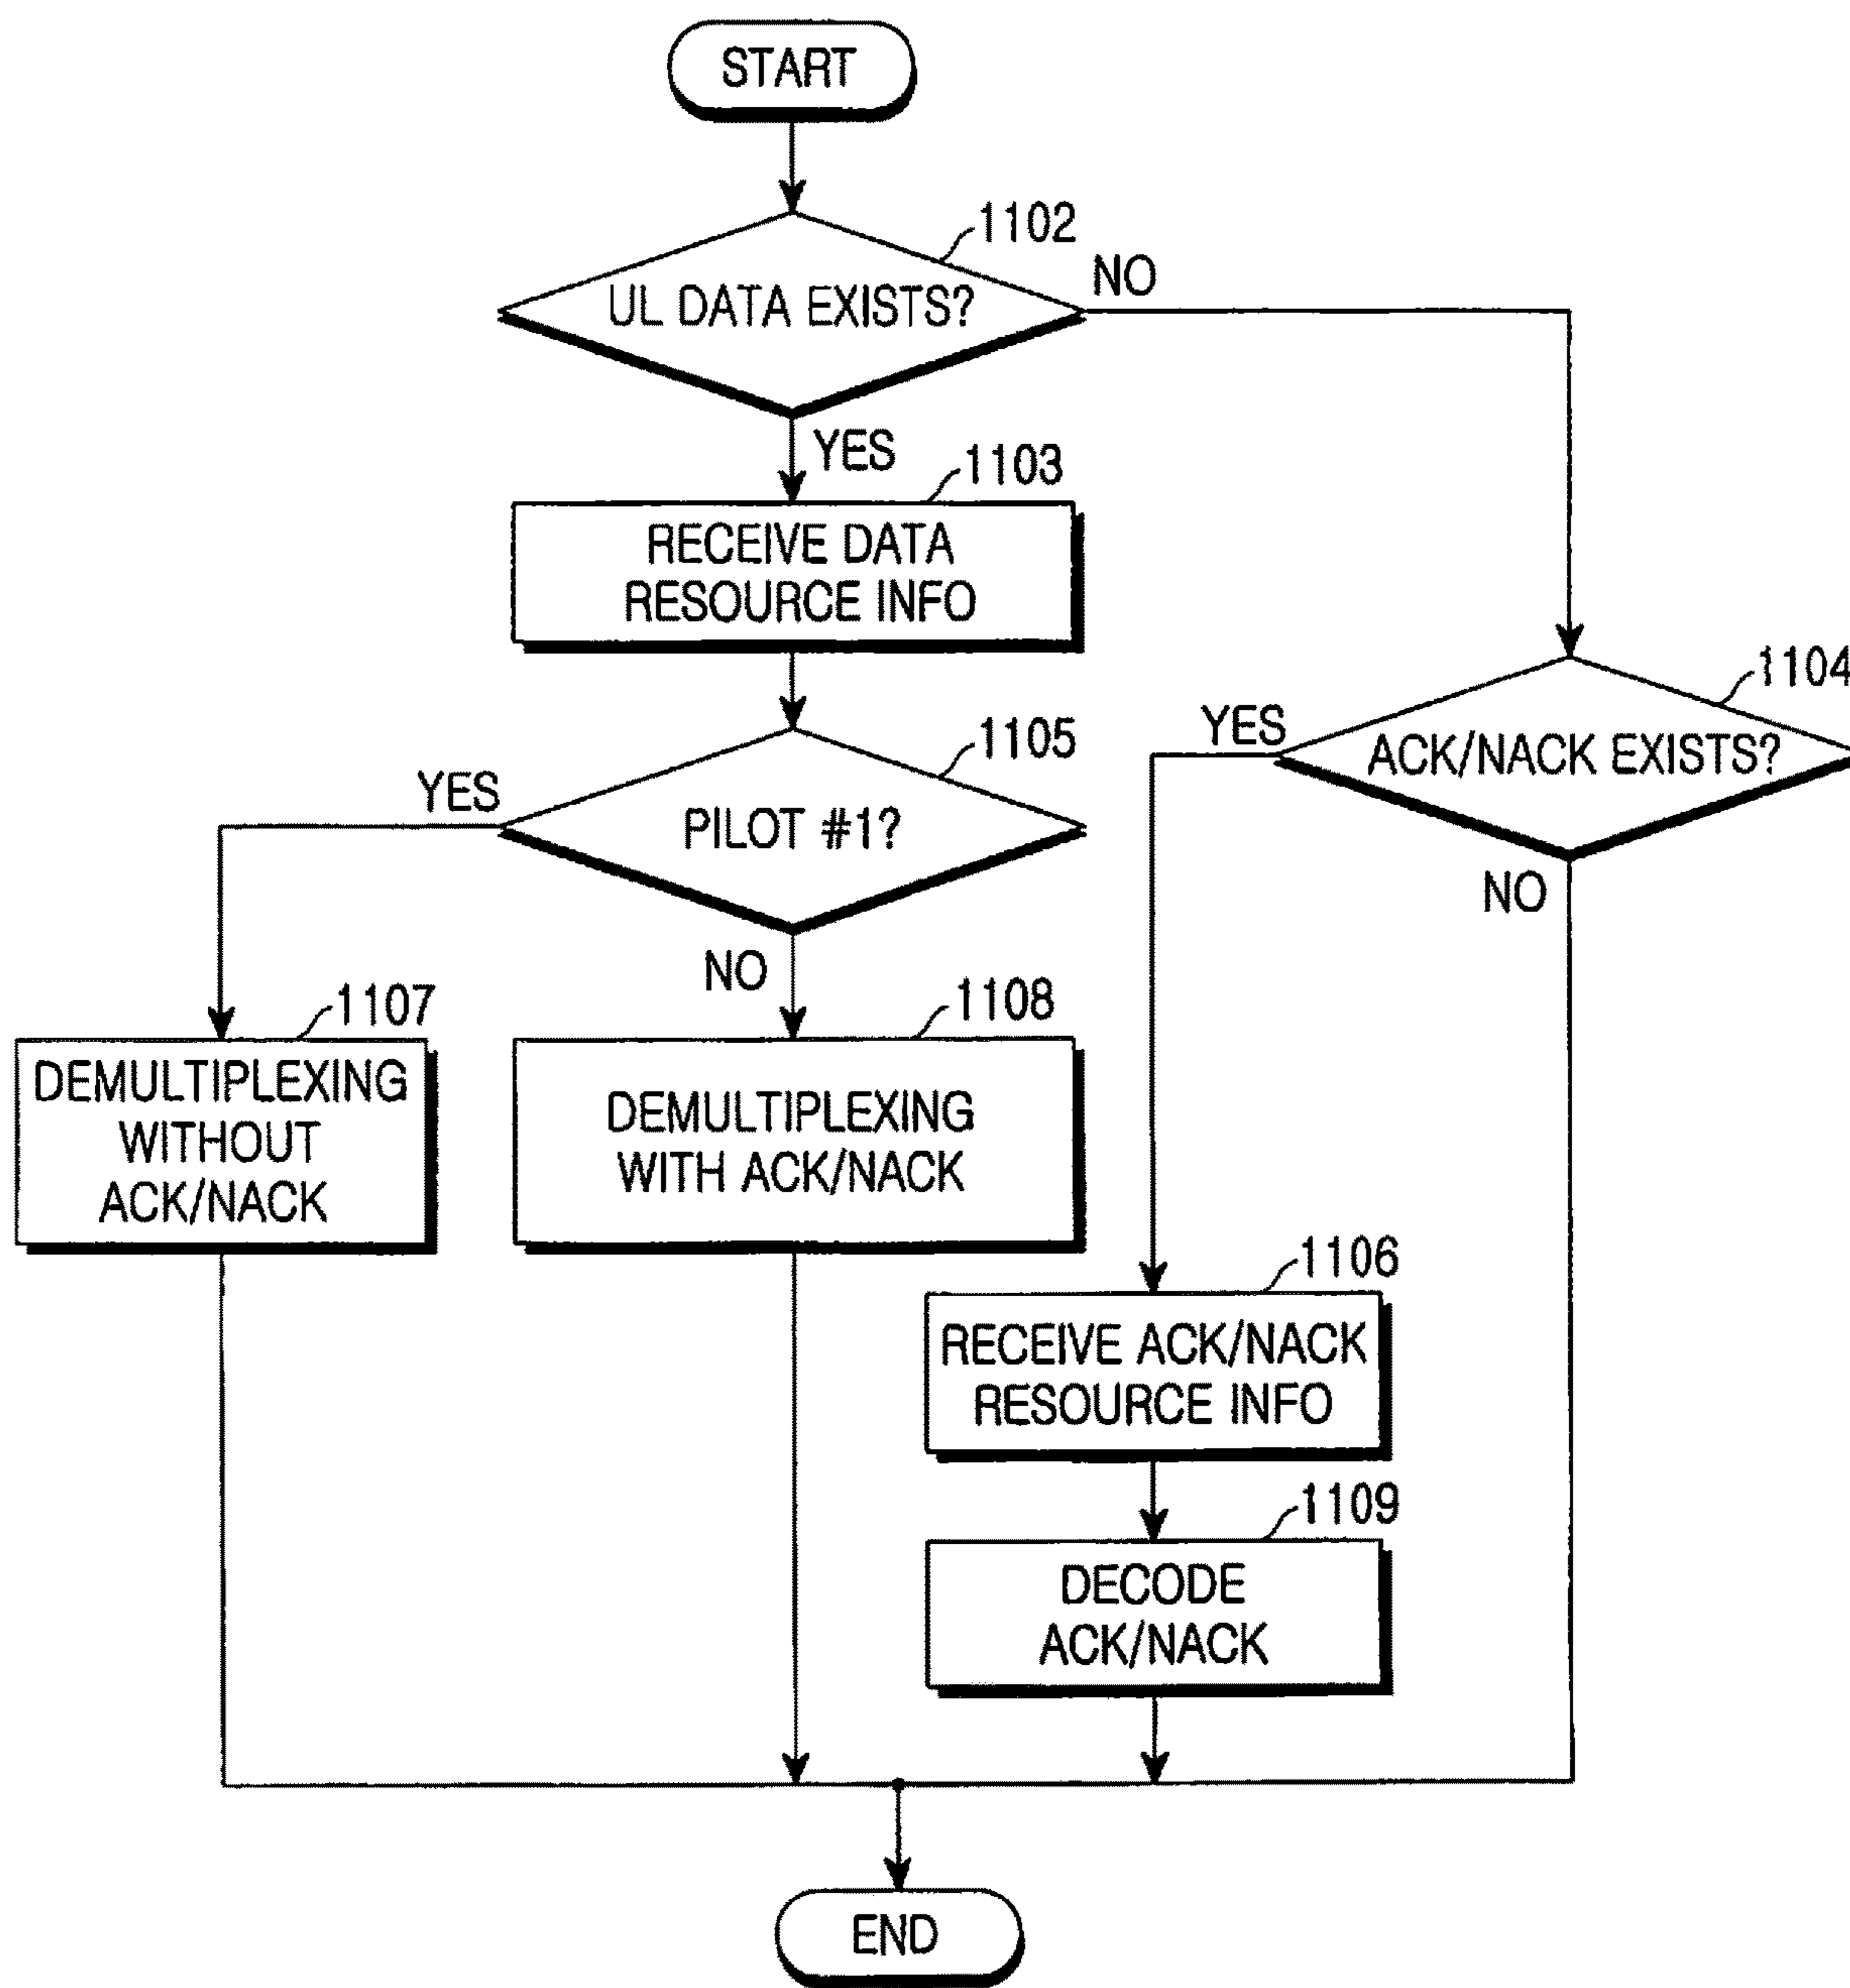 START
1102
UL DATA EXISTS?
NO
YES
1103
RECEIVE DATA
RESOURCE INFO
1104
ACK/NACK EXISTS?
YES
NO
1105
PILOT #1?
YES
NO
1107
DEMULTIPLEXING
WITHOUT
ACK/NACK
1108
DEMULTIPLEXING
WITH ACK/NACK
1106
RECEIVE ACK/NACK
RESOURCE INFO
1109
DECODE
ACK/NACK
END